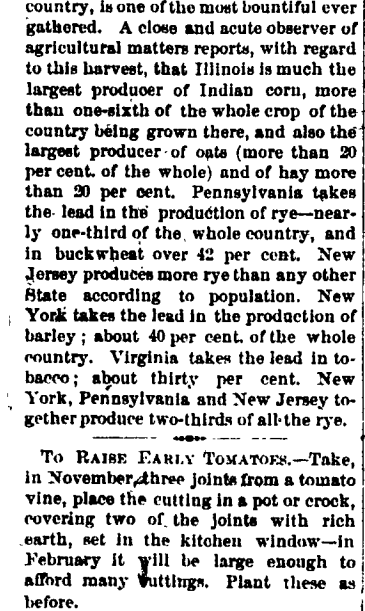 country, is one of the most bountiful ever
gathered. A close and acute observer of
agricultural matters reports, with regard
to this harvest, that Illinois is much the
largest producer of Indian corn, more
than one-sixth of the whole crop of the
country being grown there, and also the
largest producer of oats (more than 20
per cent. of the whole) and of hay more
than 20 per cent. Pennsylvania takes
the lead in the production of rye—near-
ly one-third of the whole country, and
in buckwheat over 42 per cent. New
Jersey produces more rye than any other
State according to population. New
York takes the lead in the production of
barley; about 40 per cent. of the whole
country. Virginia takes the lead in to-
bacco; about thirty per cent. New
York, Pennsylvania and New Jersey to-
gether produce two-thirds of all the rye.
To Raise Early Tomatoes.—Take,
in November, three joints from a tomato
vine, place the cutting in a pot or crock,
covering two of the joints with rich
earth, set in the kitchen window—in
February it will be large enough to
afford many cuttings. Plant these as
before.